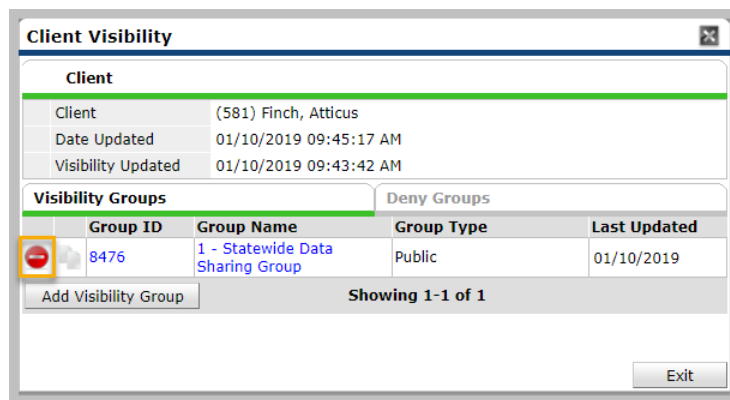 Client Visibility
Client
Client (581) Finch, Atticus
Date Updated 01/10/2019 09:45:17 AM
Visibility Updated 01/10/2019 09:43:42 AM
Visibility Groups Deny Groups
Group ID Group Name Group Type Last Updated
8476 1 - Statewide Data Public 01/10/2019
Sharing Group
Add Visibility Group Showing 1-1 of 1
Exit